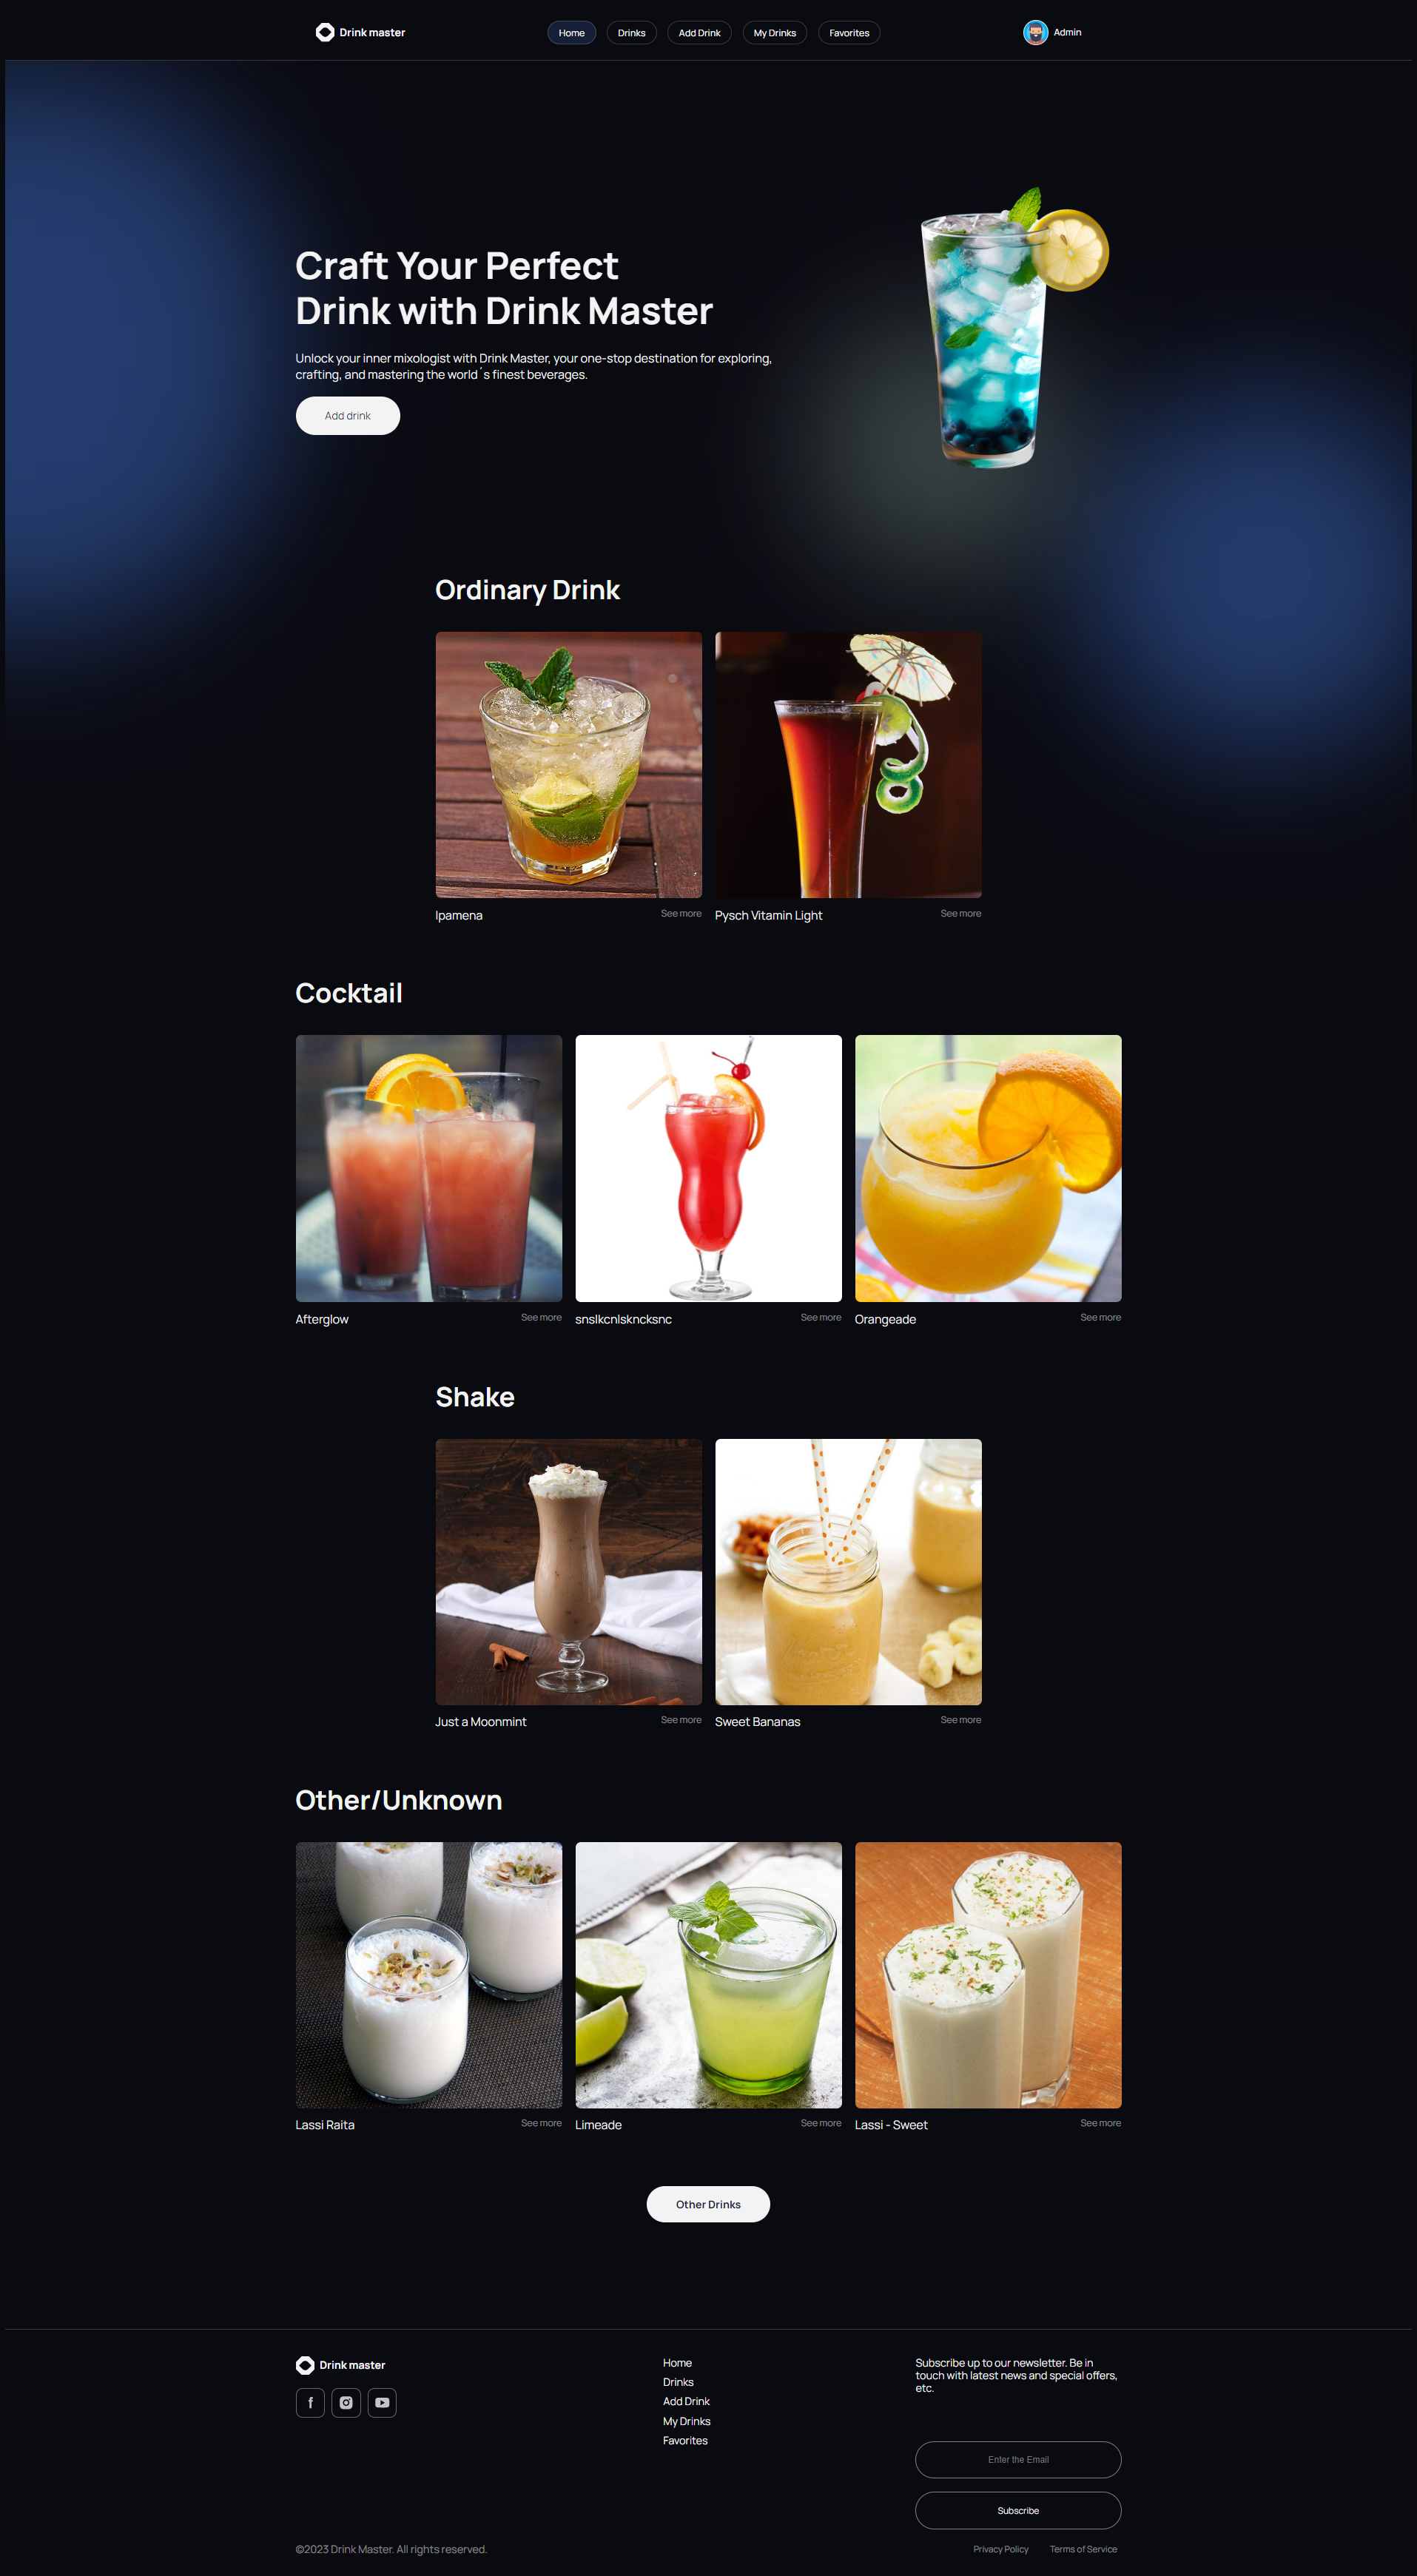 Drink master
Home
Drinks
Add Drink
My Drinks
Favorites
Admin
Craft Your Perfect
Drink with Drink Master
Unlock your inner mixologist with Drink Master, your one-stop destination for exploring,
crafting, and mastering the world´s finest beverages.
Add drink
Ordinary Drink
Ipamena
See more
Pysch Vitamin Light
See more
Cocktail
Afterglow
See more
snslkcnlskncksnc
See more
Orangeade
See more
Shake
Just a Moonmint
See more
Sweet Bananas
See more
Other/Unknown
Lassi Raita
See more
Limeade
See more
Lassi - Sweet
See more
Other Drinks
Drink master
Home
Drinks
Add Drink
My Drinks
Favorites
Subscribe up to our newsletter. Be in
touch with latest news and special offers,
etc.
Enter the Email
Subscribe
©2023 Drink Master. All rights reserved.
Privacy Policy
Terms of Service